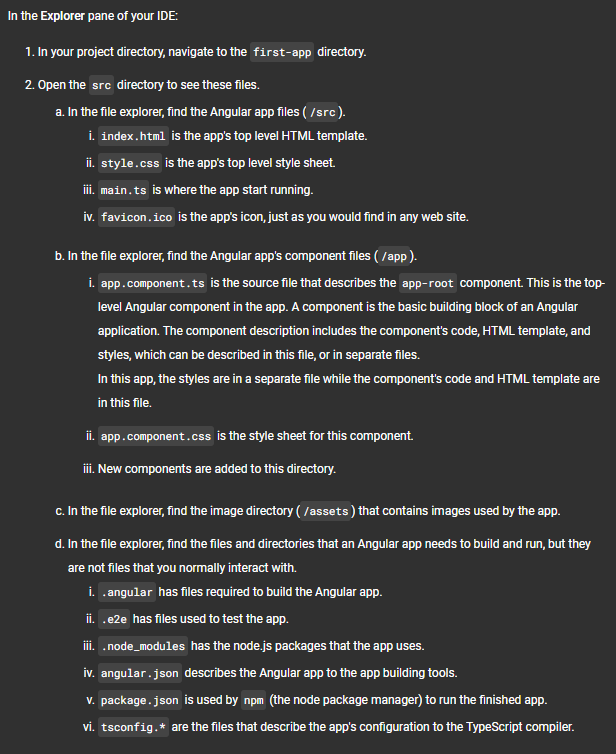 In the Explorer pane of your IDE:
1. In your project directory, navigate to the first-app directory.
2. Open the src directory to see these files.
a. In the file explorer, find the Angular app files ( /src ).
i. index.html is the app's top level HTML template.
ii. style.css is the app's top level style sheet.
iii. main.ts is where the app start running.
iv. favicon.ico is the app's icon, just as you would find in any web site.
b. In the file explorer, find the Angular app's component files ( /app ).
i. app.component.ts is the source file that describes the app-root component. This is the top-
level Angular component in the app. A component is the basic building block of an Angular
application. The component description includes the component's code, HTML template, and
styles, which can be described in this file, or in separate files.
In this app, the styles are in a separate file while the component's code and HTML template are
in this file.
ii. app.component.css is the style sheet for this component.
iii. New components are added to this directory.
c. In the file explorer, find the image directory ( /assets ) that contains images used by the app.
d. In the file explorer, find the files and directories that an Angular app needs to build and run, but they
are not files that you normally interact with.
i. .angular has files required to build the Angular app.
ii. .e2e has files used to test the app.
iii. .node_modules has the node.js packages that the app uses.
iv. angular.json describes the Angular app to the app building tools.
v. package.json is used by npm (the node package manager) to run the finished app.
vi. tsconfig.* are the files that describe the app's configuration to the TypeScript compiler.